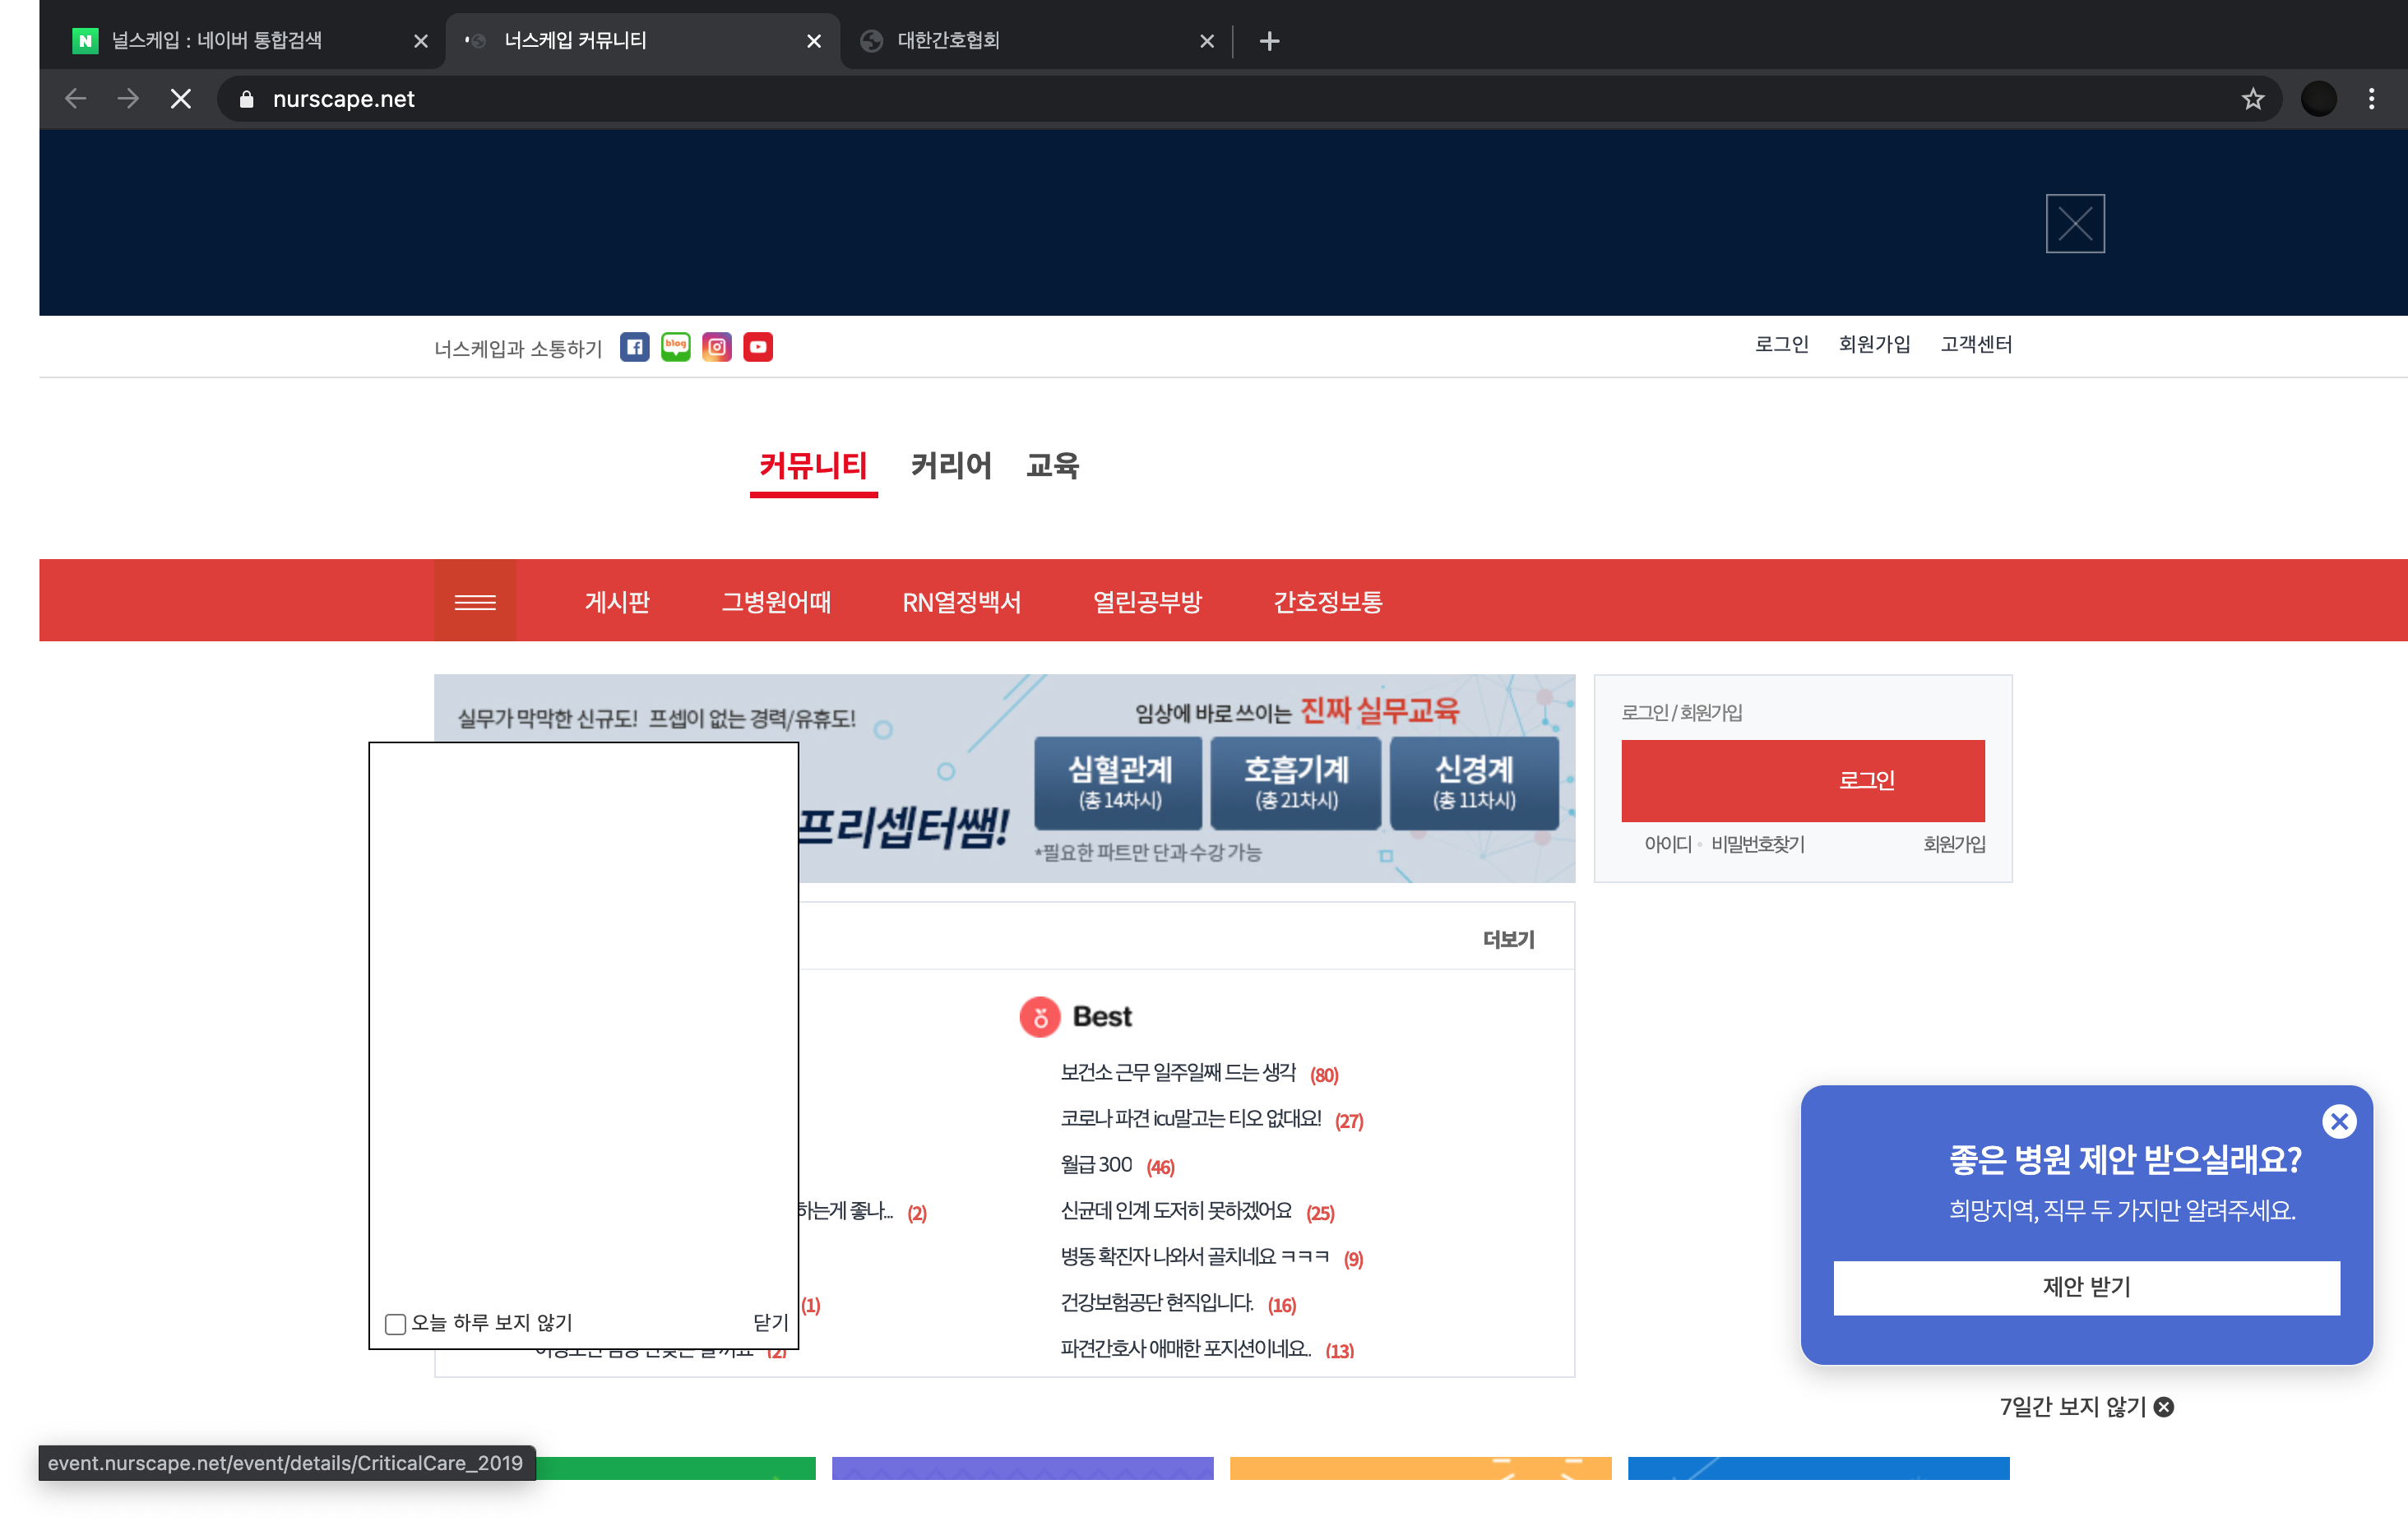 널스케입 : 네이버 통합검색
너스케입 커뮤니티
대한간호협회
nurscape.net
너스케입과 소통하기
blog
로그인 회원가입 고객센터
커뮤니티 커리어 교육
게시판 그병원어때 RN열정백서 열린공부방 간호정보통
실무가 막막한 신규도! 프셉이 없는 경력/유휴도!
프리셉터쌤!
임상에 바로 쓰이는 진짜 실무교육
심혈관계 호흡기계 신경계
(총 14차시) (총 21차시) (총 11차시)
*필요한 파트만 단과 수강 가능
로그인 / 회원가입
로그인
아이디 • 비밀번호찾기 회원가입
더보기
Best
보건소 근무 일주일째 드는 생각 (80)
코로나 파견 icu말고는 티오 없대요! (27)
월급 300 (46)
하는게 좋나... (2)
신균데 인계 도저히 못하겠어요 (25)
병동 확진자 나와서 골치네요 ㅋㅋㅋ (9)
(1)
건강보험공단 현직입니다. (16)
(2)
파견간호사 애매한 포지션이네요.. (13)
오늘 하루 보지 않기 닫기
좋은 병원 제안 받으실래요?
희망지역, 직무 두 가지만 알려주세요.
제안 받기
7일간 보지 않기
event.nurscape.net/event/details/CriticalCare_2019